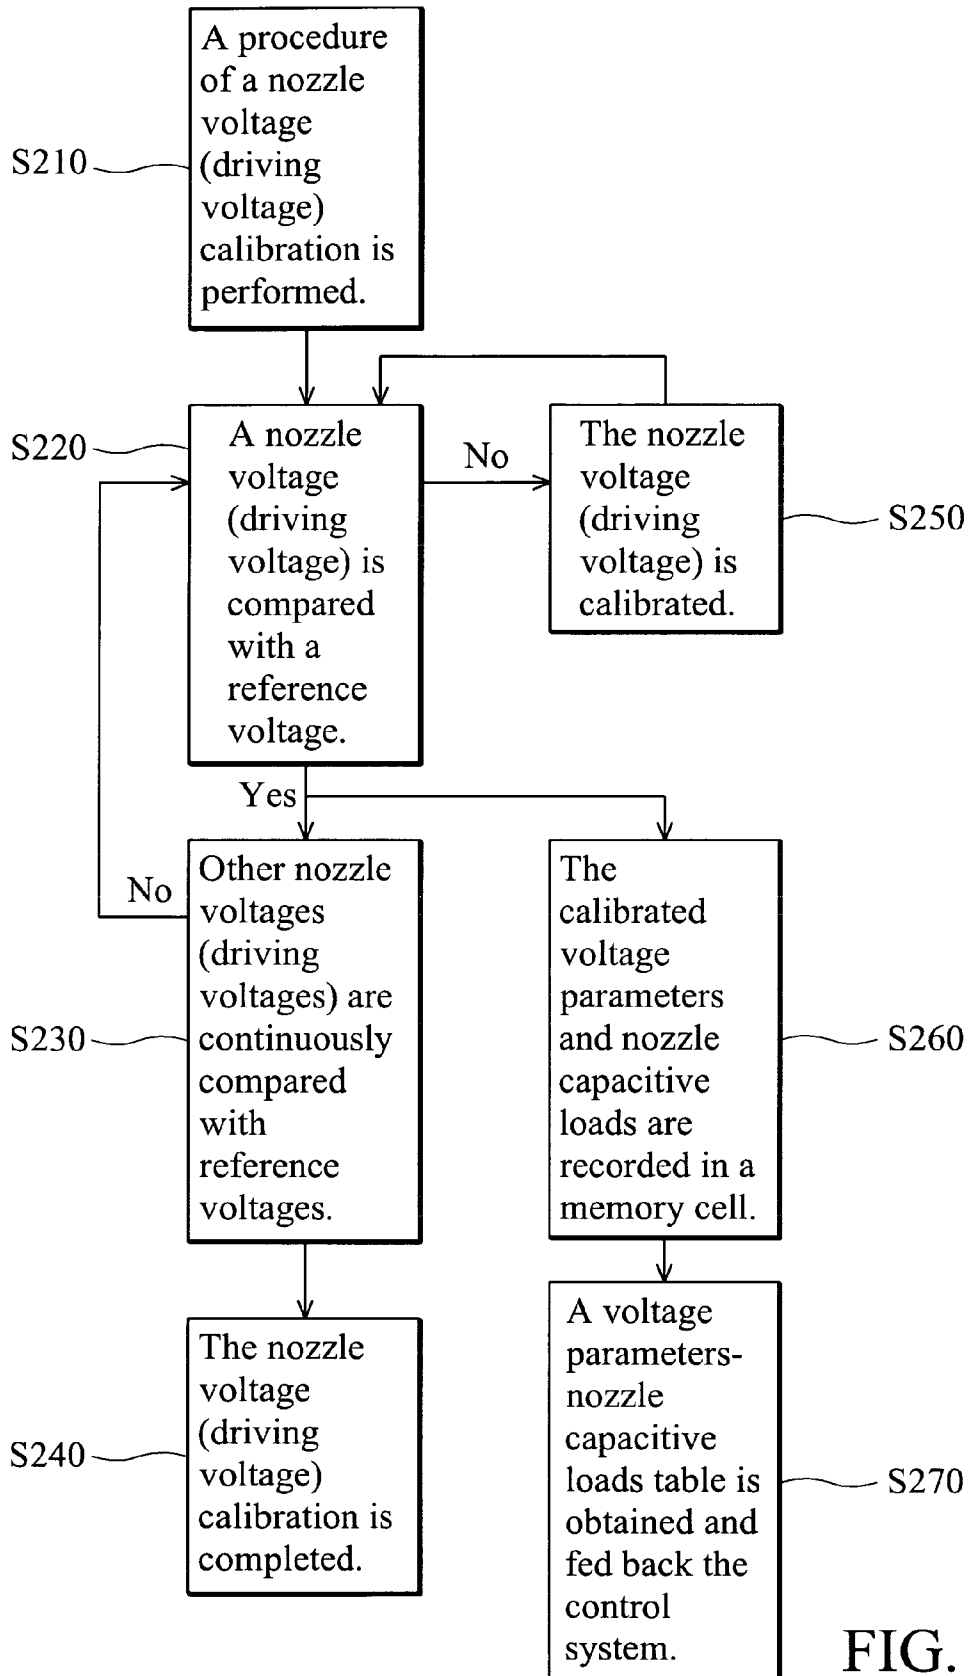 A procedure
of a nozzle
voltage
(driving
voltage)
calibration is
performed.
S210
S220
A nozzle
voltage
(driving
voltage) is
compared
with a
reference
voltage.
No
The nozzle
voltage
(driving
voltage) is
calibrated.
S250
Yes
No
Other nozzle
voltages
(driving
voltages) are
continuously
compared
with
reference
voltages.
S230
The
calibrated
voltage
parameters
and nozzle
capacitive
loads are
recorded in a
memory cell.
S260
The nozzle
voltage
(driving
voltage)
calibration is
completed.
S240
A voltage
parameters-
nozzle
capacitive
loads table is
obtained and
fed back the
control
system.
S270
FIG.